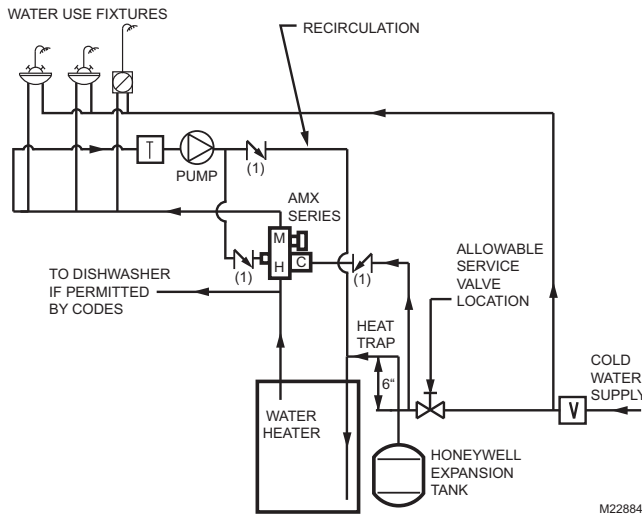 WATER USE FIXTURES
RECIRCULATION
T
PUMP
(1)
AMX
SERIES
M
H
C
(1)
(1)
TO DISHWASHER
IF PERMITTED
BY CODES
ALLOWABLE
SERVICE
VALVE
LOCATION
HEAT
TRAP
6"
COLD
WATER
SUPPLY
V
WATER
HEATER
HONEYWELL
EXPANSION
TANK
M22884